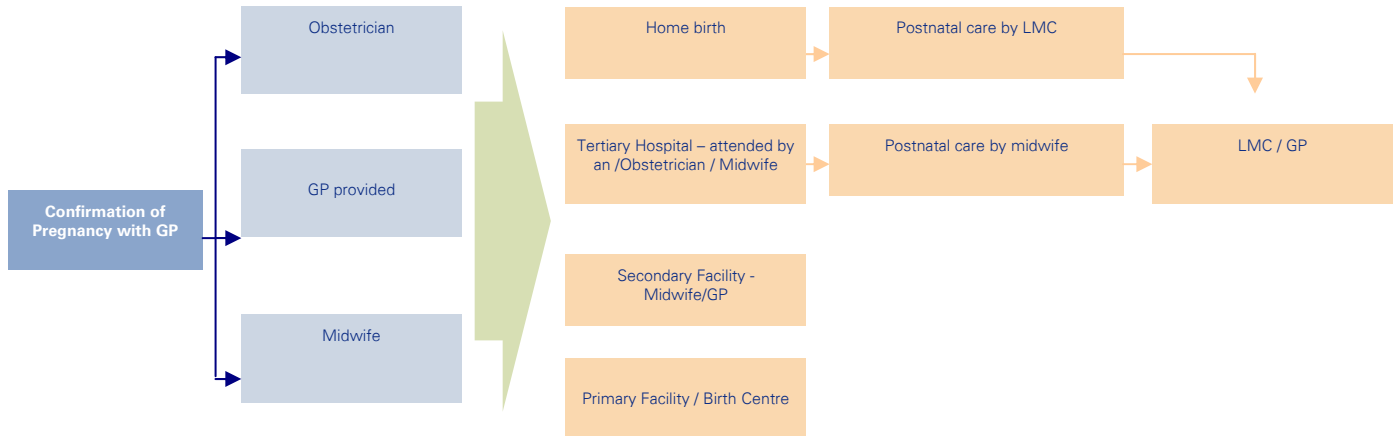 Confirmation of
Pregnancy with GP
Obstetrician
GP provided
Midwife
Home birth
Postnatal care by LMC
Tertiary Hospital – attended by
an /Obstetrician / Midwife
Postnatal care by midwife
LMC / GP
Secondary Facility -
Midwife/GP
Primary Facility / Birth Centre